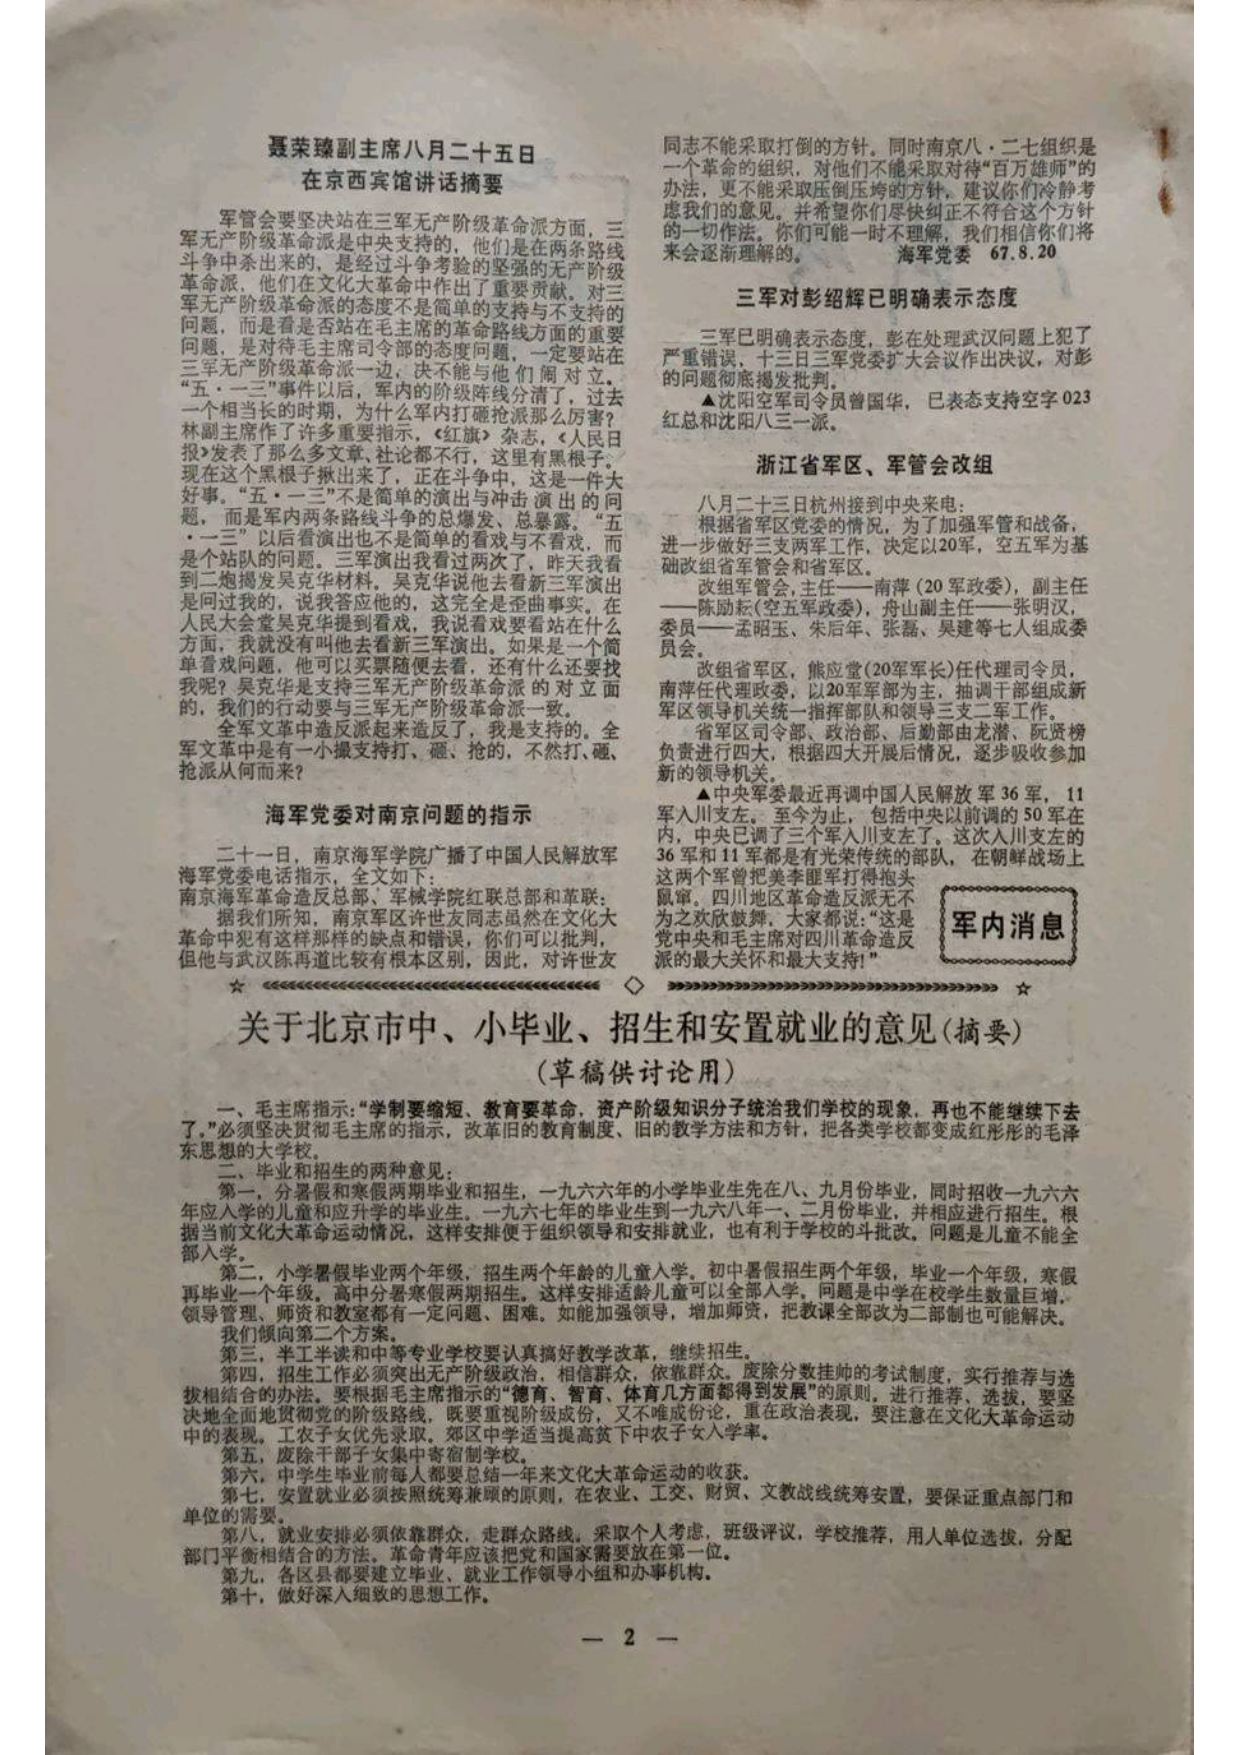 聂荣臻副主席八月二十五日
在京西宾馆讲话摘要
军管会要坚决站在三军无产阶级革命派方面，三
军无产阶级革命派是中央支持的，他们是在两条路线
斗争中杀出来的，是经过斗争考验的坚强的无产阶级
革命派，他们在文化大革命中作出了重要贡献。对三
军无产阶级革命派的态度不是简单的支持与不支持的
问题，而是看是否站在毛主席的革命路线方面的重要
问题，是对待毛主席司令部的态度问题，一定要站在
三军无产阶级革命派一边，决不能与他们闹对立。
“五·一三”事件以后，军内的阶级阵线分清了，过去
一个相当长的时期，为什么军内打砸抢派那么厉害？
林副主席作了许多重要指示，《红旗》杂志，《人民日
报》发表了那么多文章、社论都不行，这里有黑根子。
现在这个黑根子揪出来了，正在斗争中，这是一件大
好事。“五·一三”不是简单的演出与冲击演出的问
题，而是军内两条路线斗争的总爆发、总暴露。“五
·一三”以后看演出也不是简单的看戏与不看戏，而
是个站队的问题。三军演出我看过两次了，昨天我看
到二炮揭发吴克华材料，吴克华说他去看新三军演出
是问过我的，说我答应他的，这完全是歪曲事实。在
人民大会堂吴克华提到看戏，我说看戏要看站在什么
方面，我就没有叫他去看新三军演出。如果是一个简
单看戏问题，他可以买票随便去看，还有什么还要找
我呢？吴克华是支持三军无产阶级革命派的对立面
的，我们的行动要与三军无产阶级革命派一致。
全军文革中造反派起来造反了，我是支持的。全
军文革中是有一小撮支持打、砸、抢的，不然打、砸、
抢派从何而来？
海军党委对南京问题的指示
二十一日，南京海军学院广播了中国人民解放军
海军党委电话指示，全文如下：
南京海军革命造反总部、军械学院红联总部和革联：
据我们所知，南京军区许世友同志虽然在文化大
革命中犯有这样那样的缺点和错误，你们可以批判，
但他与武汉陈再道比较有根本区别，因此，对许世友
同志不能采取打倒的方针。同时南京八·二七组织是
一个革命的组织，对他们不能采取对待“百万雄师”的
办法，更不能采取压倒压垮的方针。建议你们冷静考
虑我们的意见。并希望你们尽快纠正不符合这个方针
的一切作法。你们可能一时不理解，我们相信你们将
来会逐渐理解的。 海军党委 67.8.20
三军对彭绍辉已明确表示态度
三军已明确表示态度，彭在处理武汉问题上犯了
严重错误，十三日三军党委扩大会议作出决议，对彭
的问题彻底揭发批判。
▲沈阳空军司令员曾国华，已表态支持空字023
红总和沈阳八三一派。
浙江省军区、军管会改组
八月二十三日杭州接到中央来电：
根据省军区党委的情况，为了加强军管和战备，
进一步做好三支两军工作，决定以20军，空五军为基
础改组省军管会和省军区。
改组军管会，主任——南萍（20军政委），副主任
——陈励耘（空五军政委），舟山副主任——张明汉，
委员——孟昭玉、朱后年、张磊、吴建等七人组成委
员会。
改组省军区，熊应堂（20军军长）任代理司令员，
南萍任代理政委，以20军军部为主，抽调干部组成新
军区领导机关统一指挥部队和领导三支二军工作。
省军区司令部、政治部、后勤部由龙潜、阮贤榜
负责进行四大，根据四大开展后情况，逐步吸收参加
新的领导机关。
▲中央军委最近再调中国人民解放军36军，11
军入川支左。至今为止，包括中央以前调的50军在
内，中央已调了三个军入川支左了。这次入川支左的
36军和11军都是有光荣传统的部队，在朝鲜战场上
这两个军曾把美李匪军打得抱头
鼠窜。四川地区革命造反派无不
为之欢欣鼓舞，大家都说：“这是
党中央和毛主席对四川革命造反
派的最大关怀和最大支持！”
军内消息
关于北京市中、小毕业、招生和安置就业的意见（摘要）
（草稿供讨论用）
一、毛主席指示：“学制要缩短、教育要革命，资产阶级知识分子统治我们学校的现象，再也不能继续下去
了。”必须坚决贯彻毛主席的指示，改革旧的教育制度、旧的教学方法和方针，把各类学校都变成红彤彤的毛泽
东思想的大学校。
二、毕业和招生的两种意见：
第一，分暑假和寒假两期毕业和招生，一九六六年的小学毕业生先在八、九月份毕业，同时招收一九六六
年应入学的儿童和应升学的毕业生。一九六七年的毕业生到一九六八年一、二月份毕业，并相应进行招生。根
据当前文化大革命运动情况，这样安排便于组织领导和安排就业，也有利于学校的斗批改。问题是儿童不能全
部入学。
第二，小学暑假毕业两个年级，招生两个年龄的儿童入学。初中暑假招生两个年级，毕业一个年级，寒假
再毕业一个年级。高中分暑寒假两期招生。这样安排适龄儿童可以全部入学。问题是中学在校学生数量巨增，
领导管理、师资和教室都有一定问题、困难。如能加强领导，增加师资，把教课全部改为二部制也可能解决。
我们倾向第二个方案。
第三，半工半读和中等专业学校要认真搞好教学改革，继续招生。
第四，招生工作必须突出无产阶级政治，相信群众，依靠群众。废除分数挂帅的考试制度，实行推荐与选
拔相结合的办法。要根据毛主席指示的“德育、智育、体育几方面都得到发展”的原则。进行推荐、选拔，要坚
决地全面地贯彻党的阶级路线，既要重视阶级成份，又不唯成份论，重在政治表现，要注意在文化大革命运动
中的表现。工农子女优先录取。郊区中学适当提高贫下中农子女入学率。
第五，废除干部子女集中寄宿制学校。
第六，中学生毕业前每人都要总结一年来文化大革命运动的收获。
第七，安置就业必须按照统筹兼顾的原则，在农业、工交、财贸、文教战线统筹安置，要保证重点部门和
单位的需要。
第八，就业安排必须依靠群众，走群众路线。采取个人考虑，班级评议，学校推荐，用人单位选拔，分配
部门平衡相结合的方法。革命青年应该把党和国家需要放在第一位。
第九，各区县都要建立毕业、就业工作领导小组和办事机构。
第十，做好深入细致的思想工作。
— 2 —